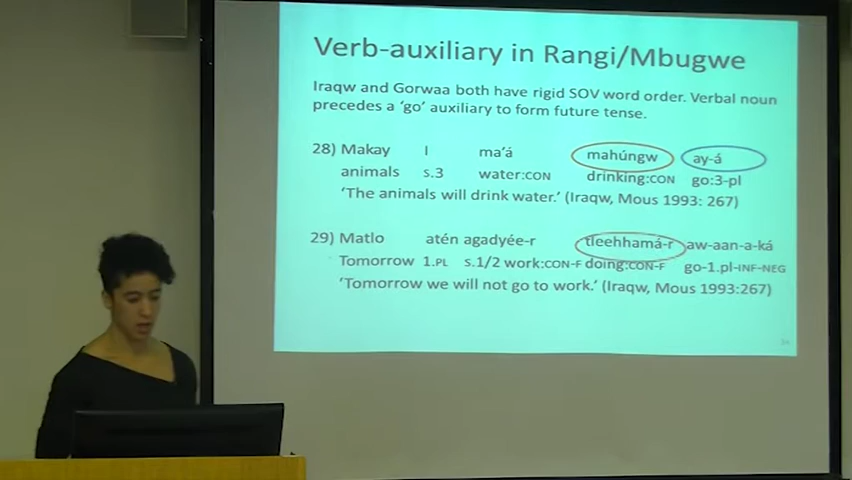 Verb-auxiliary in Rangi/Mbugwe
Iraqw and Gorwaa both have rigid SOV word order. Verbal noun
precedes a 'go' auxiliary to form future tense.
28) Makay I ma'á mahúngw ay-á
animals S.3 water:CON drinking:CON go:3-pl
'The animals will drink water.' (Iraqw, Mous 1993: 267)
29) Matlo atén agadyée-r tleehhamá-r aw-aan-a-ká
Tomorrow 1.PL S.1/2 work:CON-F doing:CON-F go-1.pl-INF-NEG
'Tomorrow we will not go to work.' (Iraqw, Mous 1993:267)